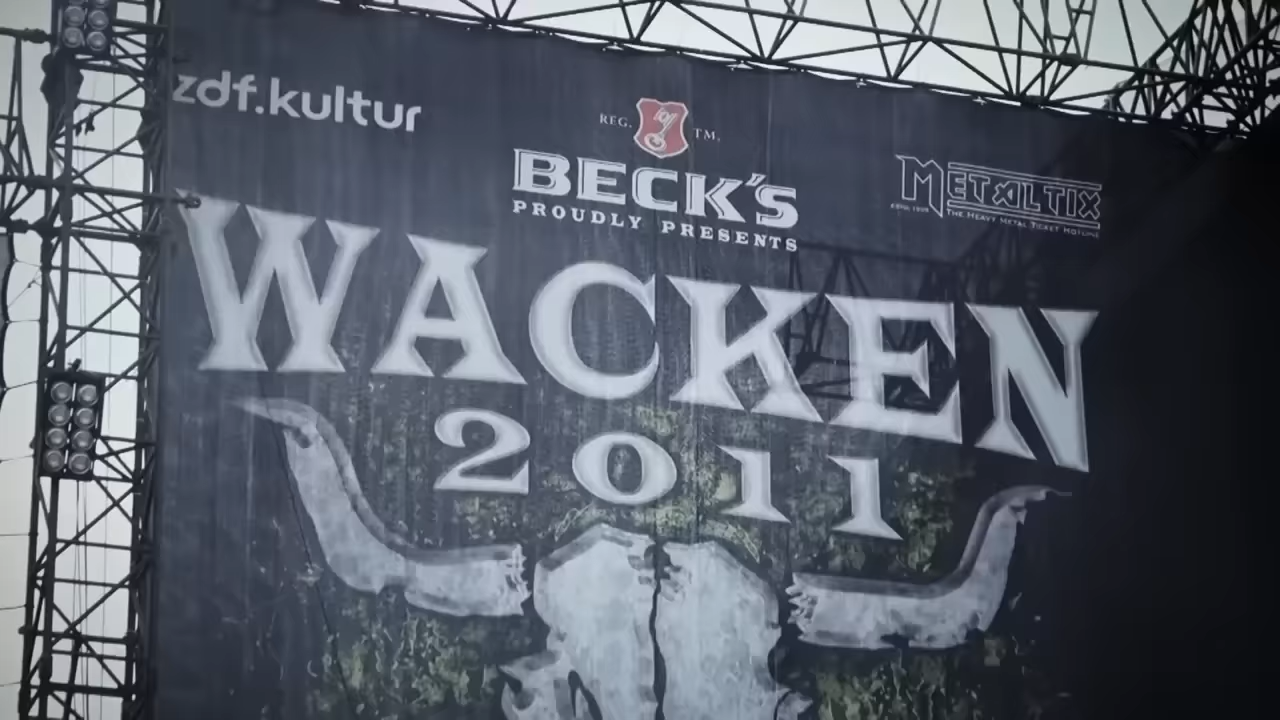 zdf.kultur
REG. TM.
BECK'S
PROUDLY PRESENTS
METALTIX
THE HEAVY METAL TICKET HOTLINE
WACKEN
2011